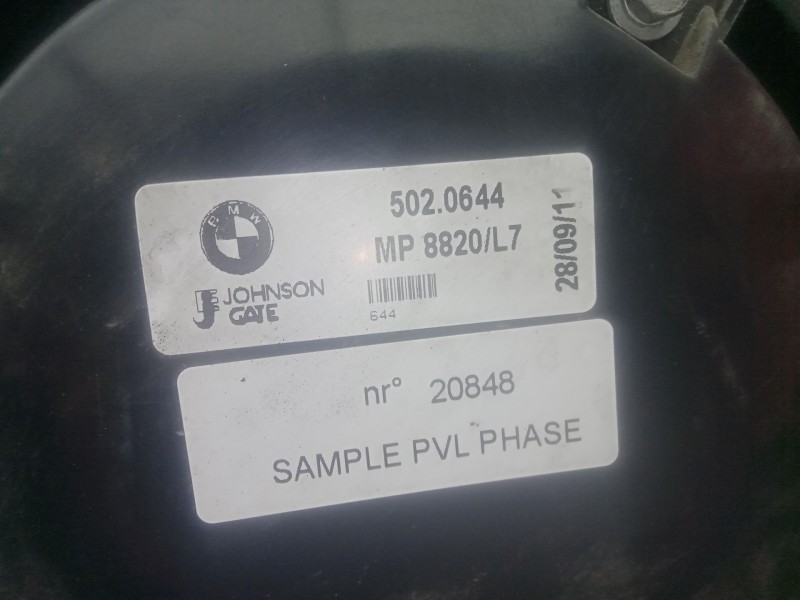 BMW
502.0644
MP 8820/L7
28/09/11
JOHNSON
GATE
644
nr° 20848
SAMPLE PVL PHASE